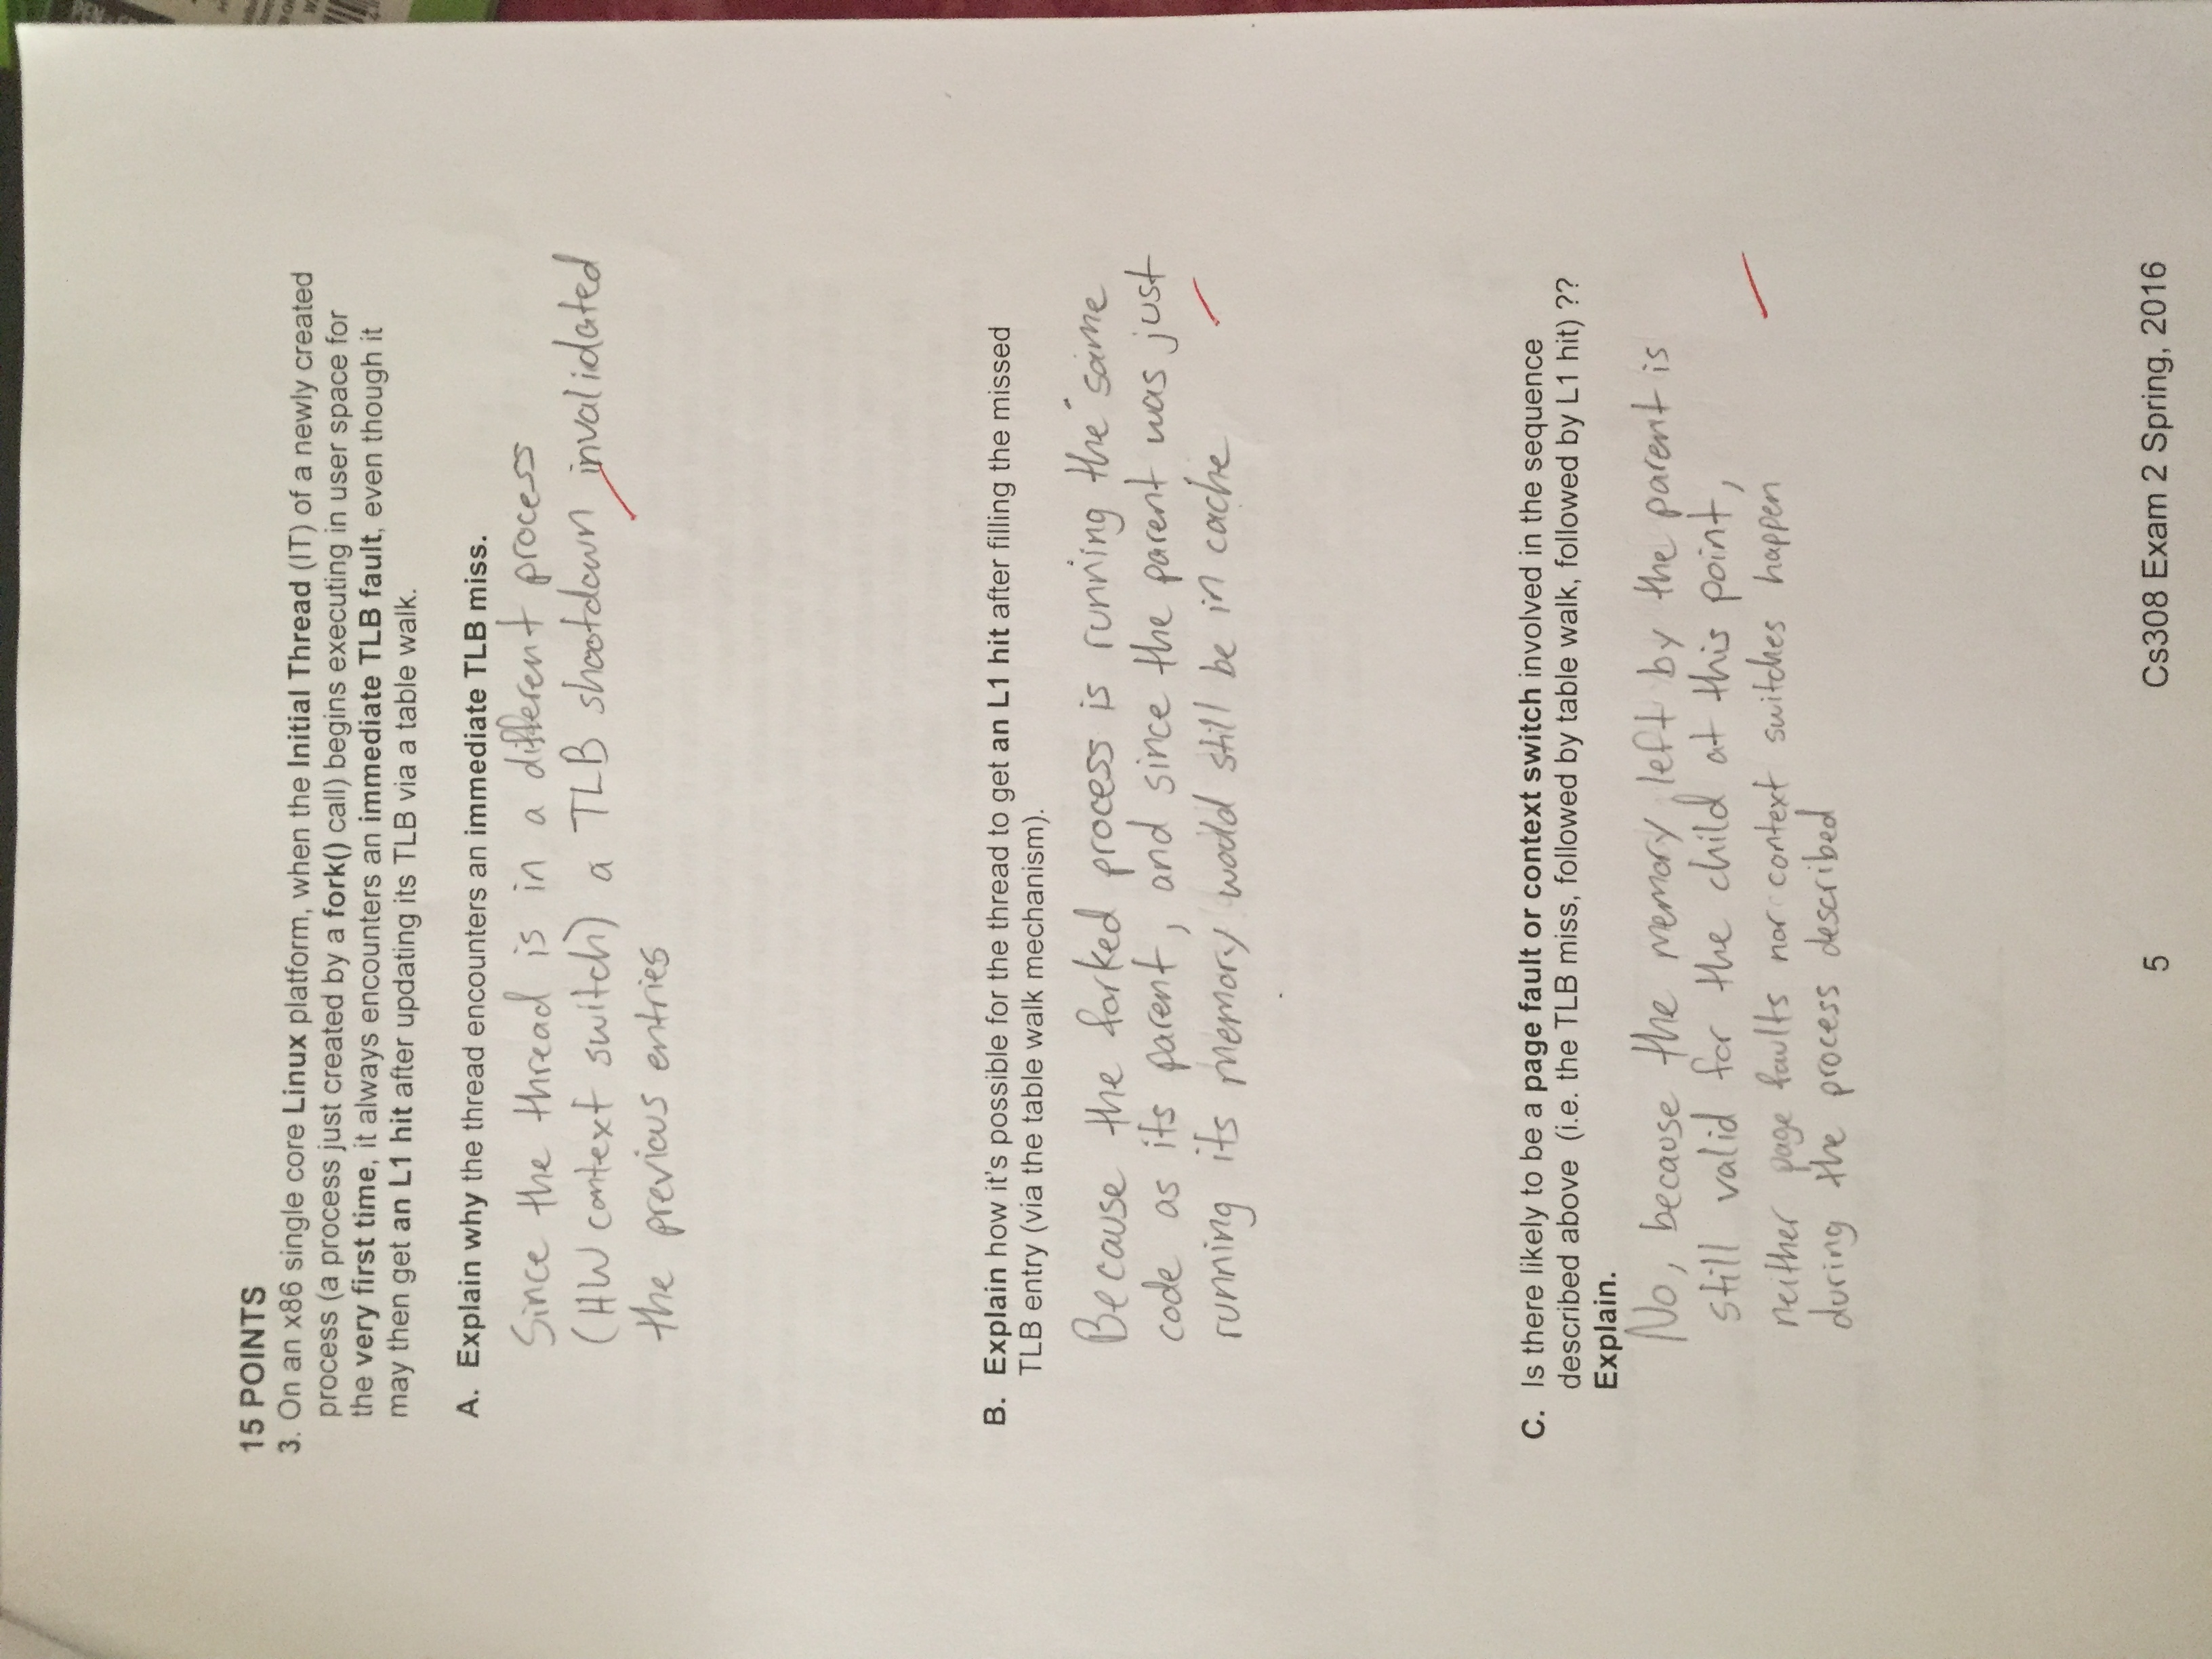 15 POINTS
3. On an x86 single core Linux platform, when the Initial Thread (IT) of a newly created
process (a process just created by a fork() call) begins executing in user space for
the very first time, it always encounters an immediate TLB fault, even though it
may then get an L1 hit after updating its TLB via a table walk.
A. Explain why the thread encounters an immediate TLB miss.
Since the thread is in a different process
(HW context switch) a TLB shootdown invalidated
the previous entries
B. Explain how it's possible for the thread to get an L1 hit after filling the missed
TLB entry (via the table walk mechanism).
Because the forked process is running the same
code as its parent, and since the parent was just
running its memory would still be in cache
C. Is there likely to be a page fault or context switch involved in the sequence
described above (i.e. the TLB miss, followed by table walk, followed by L1 hit) ??
Explain.
No, because the memory left by the parent is
still valid for the child at this point,
neither page faults nor context switches happen
during the process described
5 Cs308 Exam 2 Spring, 2016